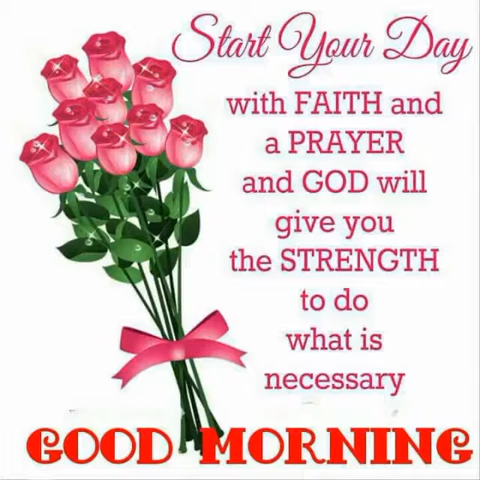 Start Your Day
with FAITH and
a PRAYER
and GOD will
give you
the STRENGTH
to do
what is
necessary
GOOD MORNING